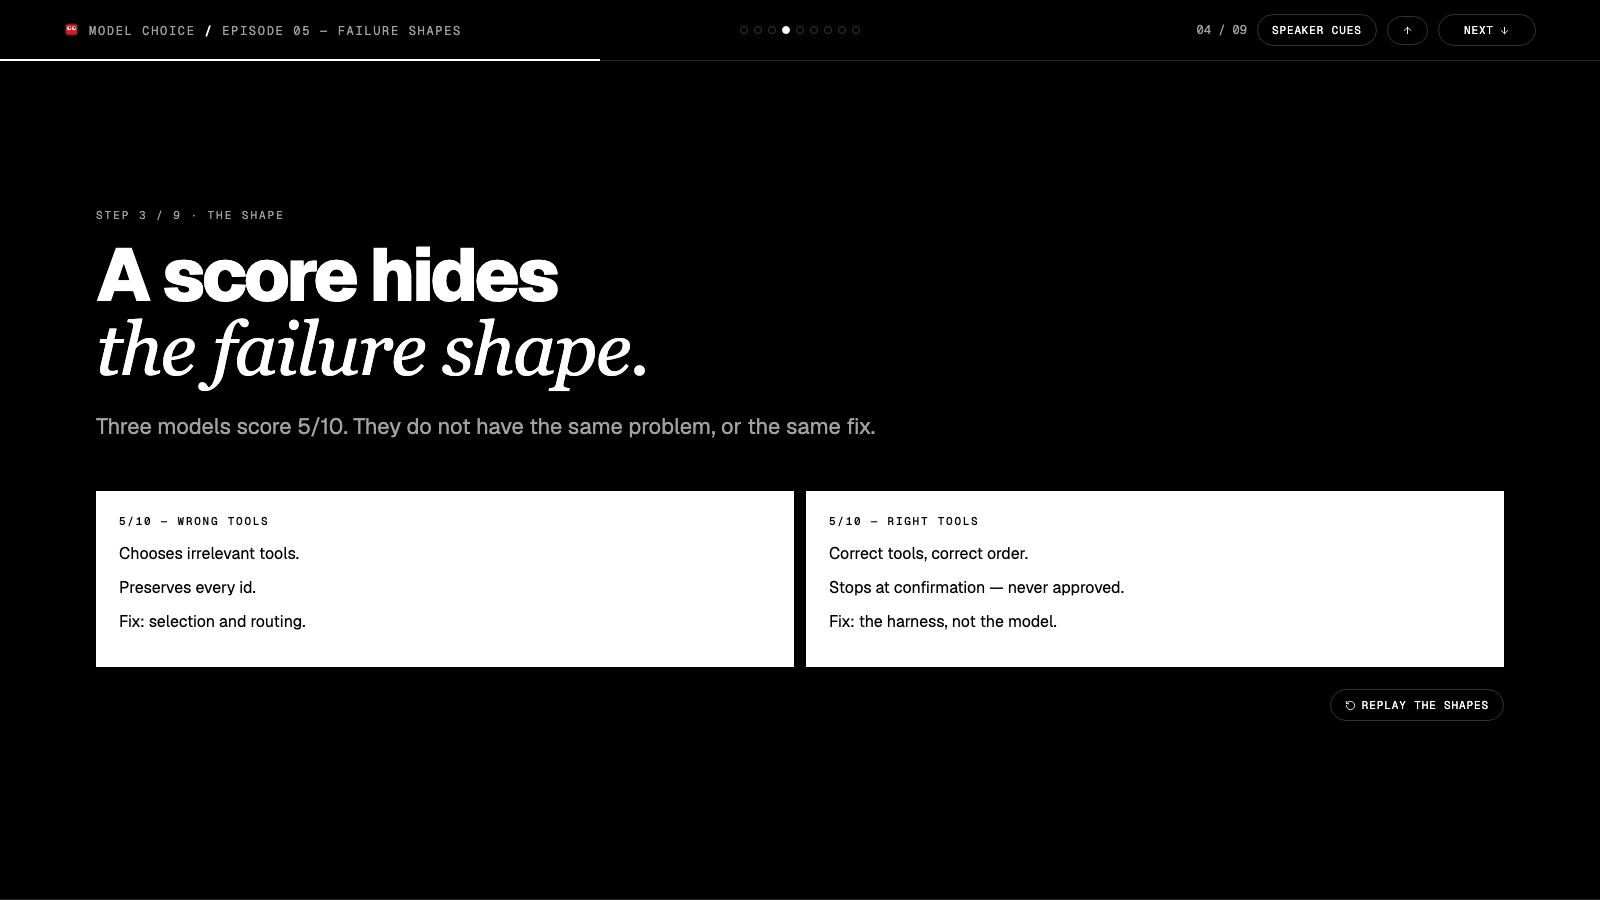 MODEL CHOICE / EPISODE 05 — FAILURE SHAPES
04 / 09
SPEAKER CUES
↑
NEXT ↓
STEP 3 / 9 · THE SHAPE
A score hides
the failure shape.
Three models score 5/10. They do not have the same problem, or the same fix.
5/10 — WRONG TOOLS
Chooses irrelevant tools.
Preserves every id.
Fix: selection and routing.
5/10 — RIGHT TOOLS
Correct tools, correct order.
Stops at confirmation — never approved.
Fix: the harness, not the model.
REPLAY THE SHAPES